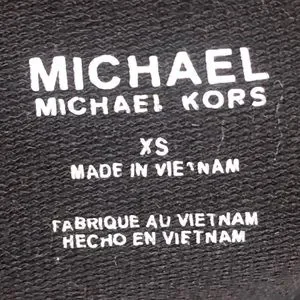 MICHAEL
MICHAEL KORS
XS
MADE IN VIETNAM
FABRIQUE AU VIETNAM
HECHO EN VIETNAM